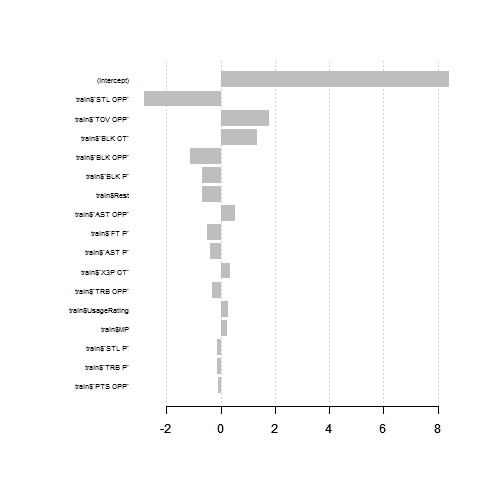 (Intercept)
train$`STL OPP`
train$`TOV OPP`
train$`BLK OT`
train$`BLK OPP`
train$`BLK P`
train$Rest
train$`AST OPP`
train$`FT P`
train$`AST P`
train$`X3P OT`
train$`TRB OPP`
train$UsageRating
train$MP
train$`STL P`
train$`TRB P`
train$`PTS OPP`
-2 0 2 4 6 8